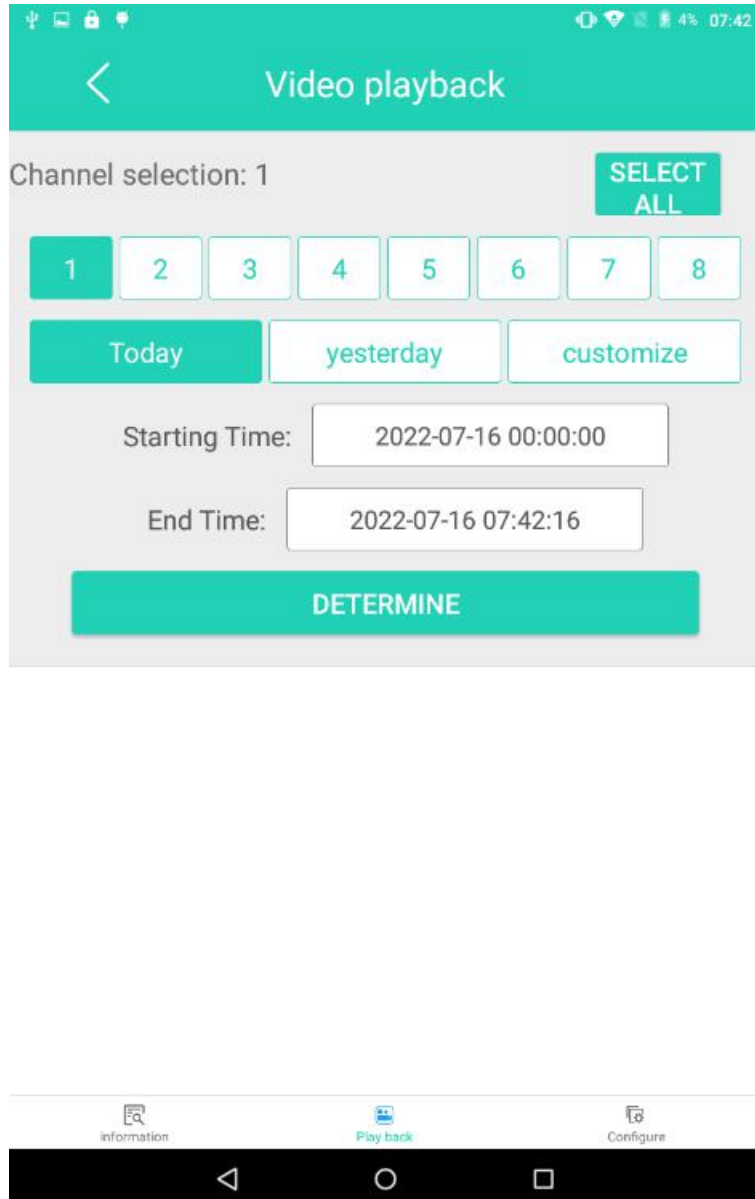 4% 07:42
Video playback
Channel selection: 1
SELECT
ALL
1 2 3 4 5 6 7 8
Today yesterday customize
Starting Time: 2022-07-16 00:00:00
End Time: 2022-07-16 07:42:16
DETERMINE
information Play back Configure